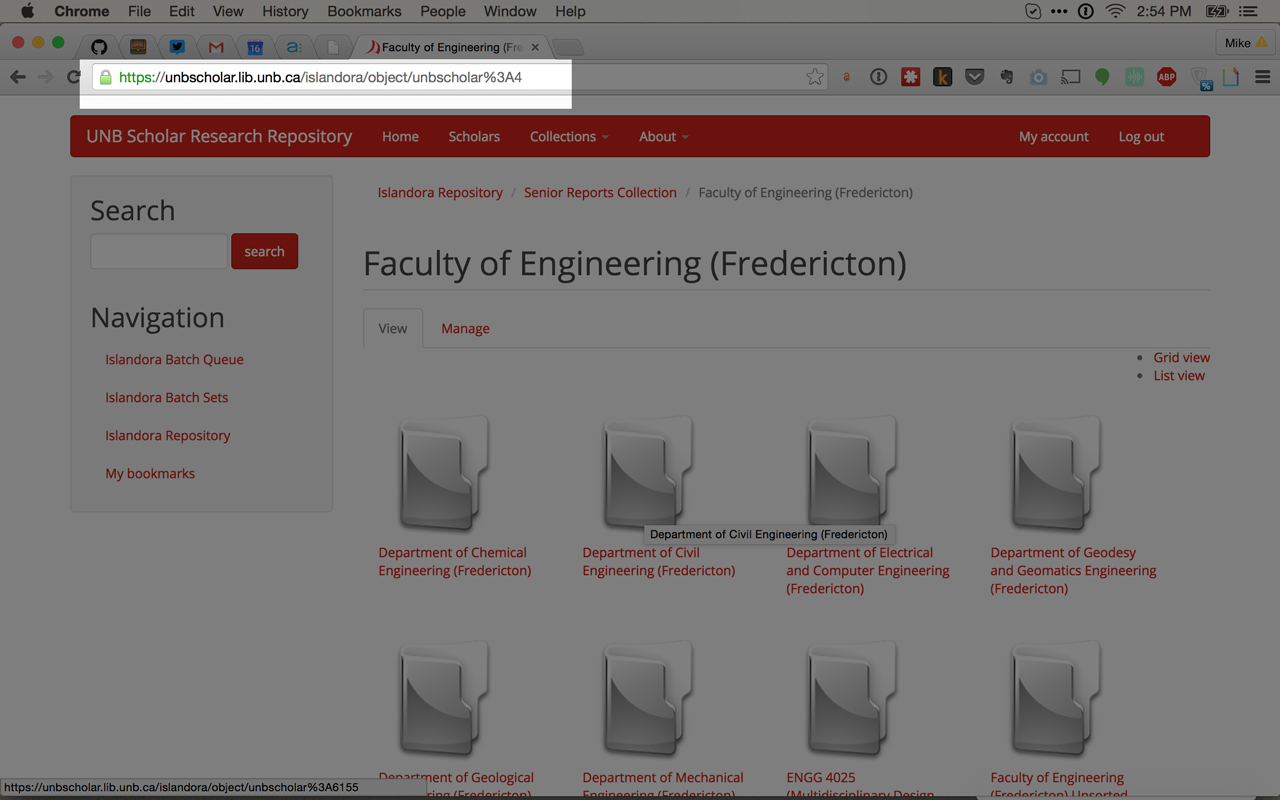 Chrome File Edit View History Bookmarks People Window Help 2:54 PM
16 a: Faculty of Engineering (Fre Mike
https://unbscholar.lib.unb.ca/islandora/object/unbscholar%3A4 k ABP %
UNB Scholar Research Repository Home Scholars Collections About My account Log out
Islandora Repository / Senior Reports Collection / Faculty of Engineering (Fredericton)
Search
search
Navigation
Islandora Batch Queue
Islandora Batch Sets
Islandora Repository
My bookmarks
Faculty of Engineering (Fredericton)
View Manage
Grid view
List view
Department of Civil Engineering (Fredericton)
Department of Chemical
Engineering (Fredericton)
Department of Civil
Engineering (Fredericton)
Department of Electrical
and Computer Engineering
(Fredericton)
Department of Geodesy
and Geomatics Engineering
(Fredericton)
Department of Geological
Department of Mechanical
Engineering (Fredericton)
ENGG 4025
(Multidisciplinary Design
Faculty of Engineering
(Fredericton) Unsorted
https://unbscholar.lib.unb.ca/islandora/object/unbscholar%3A6155